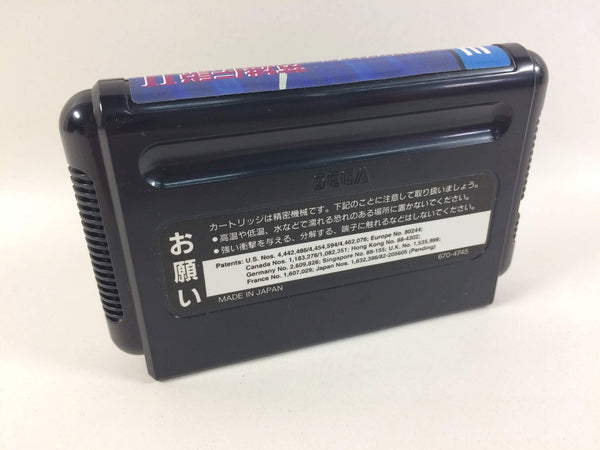 SEGA
カートリッジは精密機械です。下記のことに注意して取り扱いましょう。
●高温や低温、水などで濡れる恐れのある場所に置かないでください。
●強い衝撃を与える、分解する、端子に触れるなどはしないでください。
お願い
Patents: U.S. Nos. 4,442,486/4,454,594/4,462,076; Europe No. 80244;
Canada Nos. 1,183,276/1,082,351; Hong Kong No. 88-4302;
Germany No. 2,609,826; Singapore No. 88-155; U.K. No. 1,535,999;
France No. 1,607,029; Japan Nos. 1,632,396/82-205605 (Pending)
MADE IN JAPAN
670-4745